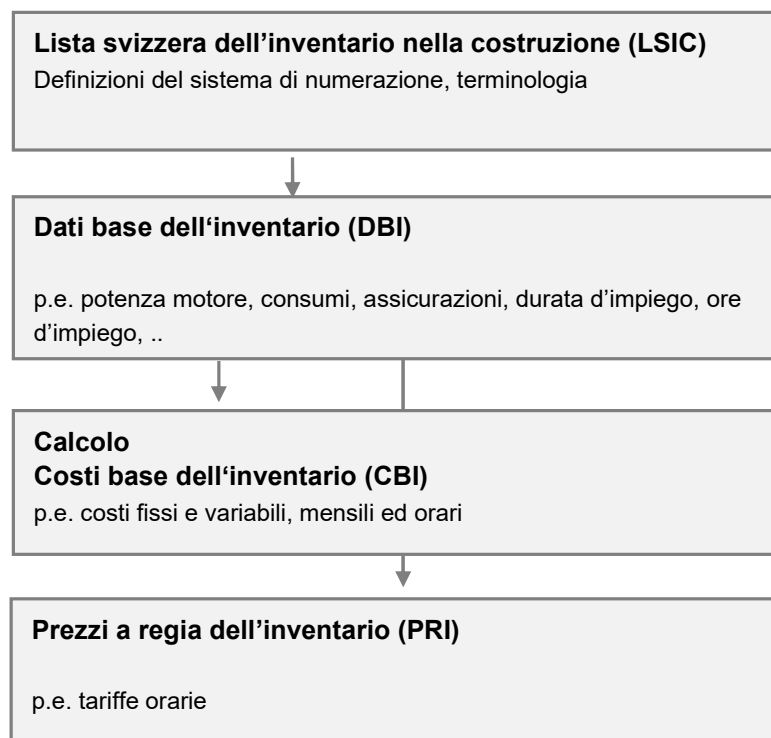 Lista svizzera dell’inventario nella costruzione (LSIC)
Definizioni del sistema di numerazione, terminologia
Dati base dell‘inventario (DBI)
p.e. potenza motore, consumi, assicurazioni, durata d’impiego, ore
d’impiego, ..
Calcolo
Costi base dell‘inventario (CBI)
p.e. costi fissi e variabili, mensili ed orari
Prezzi a regia dell’inventario (PRI)
p.e. tariffe orarie